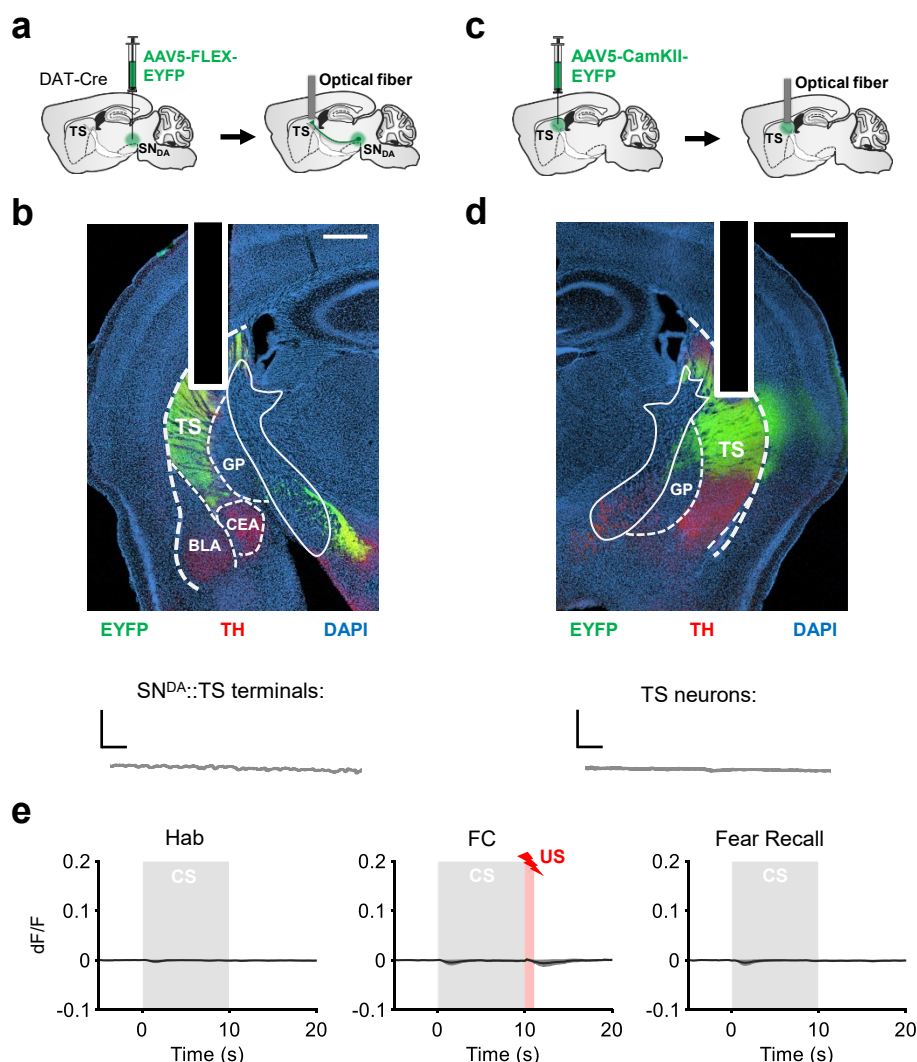 a
DAT-Cre
AAV5-FLEX-
EYFP
TS
SNDA
Optical fiber
TS
SNDA
c
AAV5-CamKII-
EYFP
TS
Optical fiber
TS
b
TS
GP
CEA
BLA
EYFP TH DAPI
d
TS
GP
EYFP TH DAPI
SNDA::TS terminals:
TS neurons:
e
Hab
CS
dF/F
0.2
0.1
0
-0.1
0 10 20
Time (s)
FC
CS
US
0.2
0.1
0
-0.1
0 10 20
Time (s)
Fear Recall
CS
0.2
0.1
0
-0.1
0 10 20
Time (s)